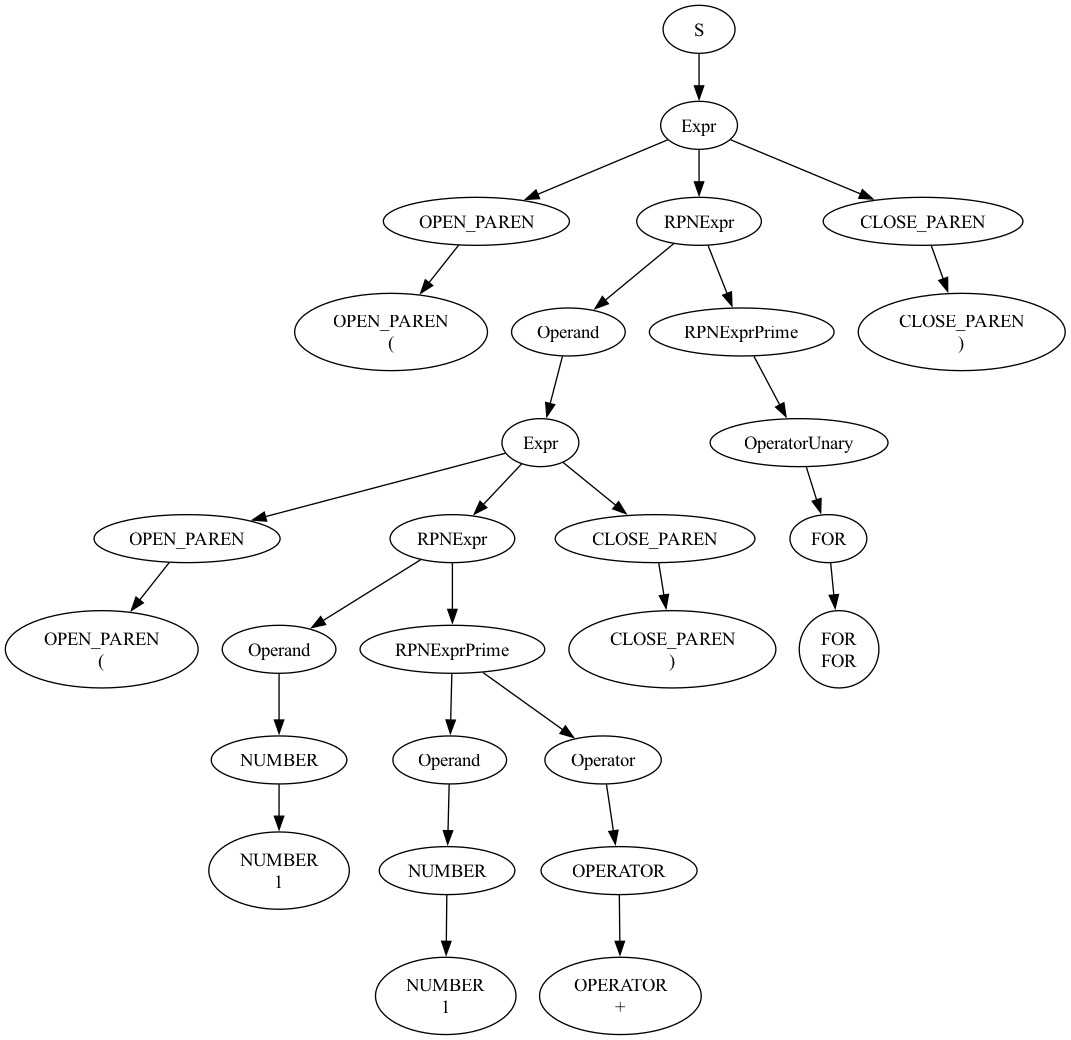 S
Expr
OPEN_PAREN
RPNExpr
CLOSE_PAREN
OPEN_PAREN
(
Operand
RPNExprPrime
CLOSE_PAREN
)
Expr
OperatorUnary
OPEN_PAREN
RPNExpr
CLOSE_PAREN
FOR
OPEN_PAREN
(
Operand
RPNExprPrime
CLOSE_PAREN
)
FOR
FOR
NUMBER
Operand
Operator
NUMBER
1
NUMBER
OPERATOR
NUMBER
1
OPERATOR
+